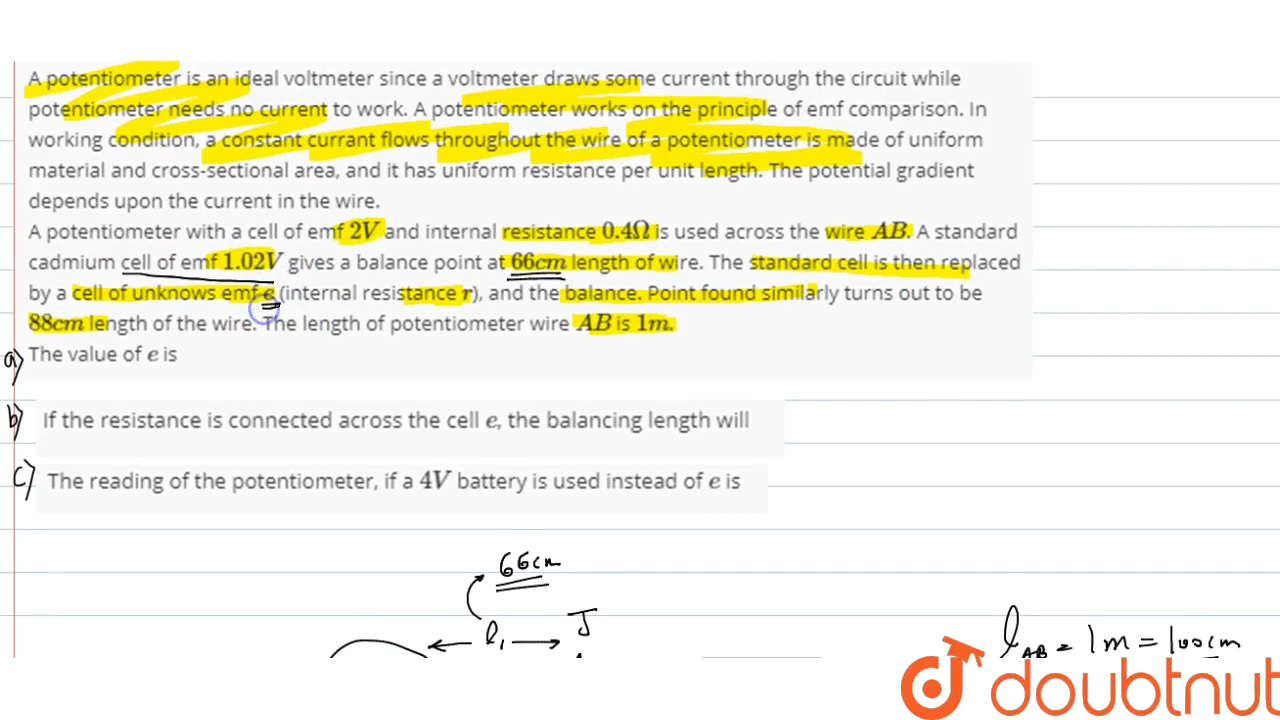 A potentiometer is an ideal voltmeter since a voltmeter draws some current through the circuit while
potentiometer needs no current to work. A potentiometer works on the principle of emf comparison. In
working condition, a constant currant flows throughout the wire of a potentiometer is made of uniform
material and cross-sectional area, and it has uniform resistance per unit length. The potential gradient
depends upon the current in the wire.
A potentiometer with a cell of emf 2V and internal resistance 0.4Ω is used across the wire AB. A standard
cadmium cell of emf 1.02V gives a balance point at 66cm length of wire. The standard cell is then replaced
by a cell of unknows emf e (internal resistance r), and the balance. Point found similarly turns out to be
88cm length of the wire. The length of potentiometer wire AB is 1m.
a) The value of e is
b) If the resistance is connected across the cell e, the balancing length will
c) The reading of the potentiometer, if a 4V battery is used instead of e is
66cm
l₁ J
l_AB = 1m = 100cm
doubtnut